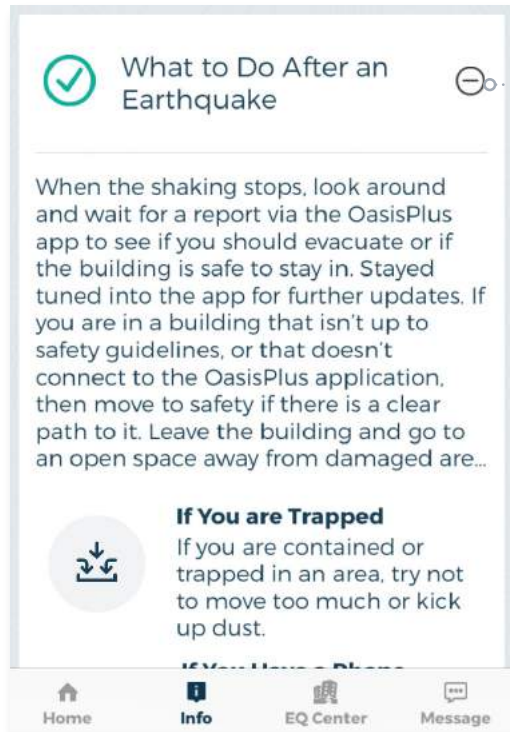 What to Do After an
Earthquake
When the shaking stops, look around
and wait for a report via the OasisPlus
app to see if you should evacuate or if
the building is safe to stay in. Stayed
tuned into the app for further updates. If
you are in a building that isn't up to
safety guidelines, or that doesn't
connect to the OasisPlus application,
then move to safety if there is a clear
path to it. Leave the building and go to
an open space away from damaged are...
If You are Trapped
If you are contained or
trapped in an area, try not
to move too much or kick
up dust.
If You Have a Phone
Home Info EQ Center Message